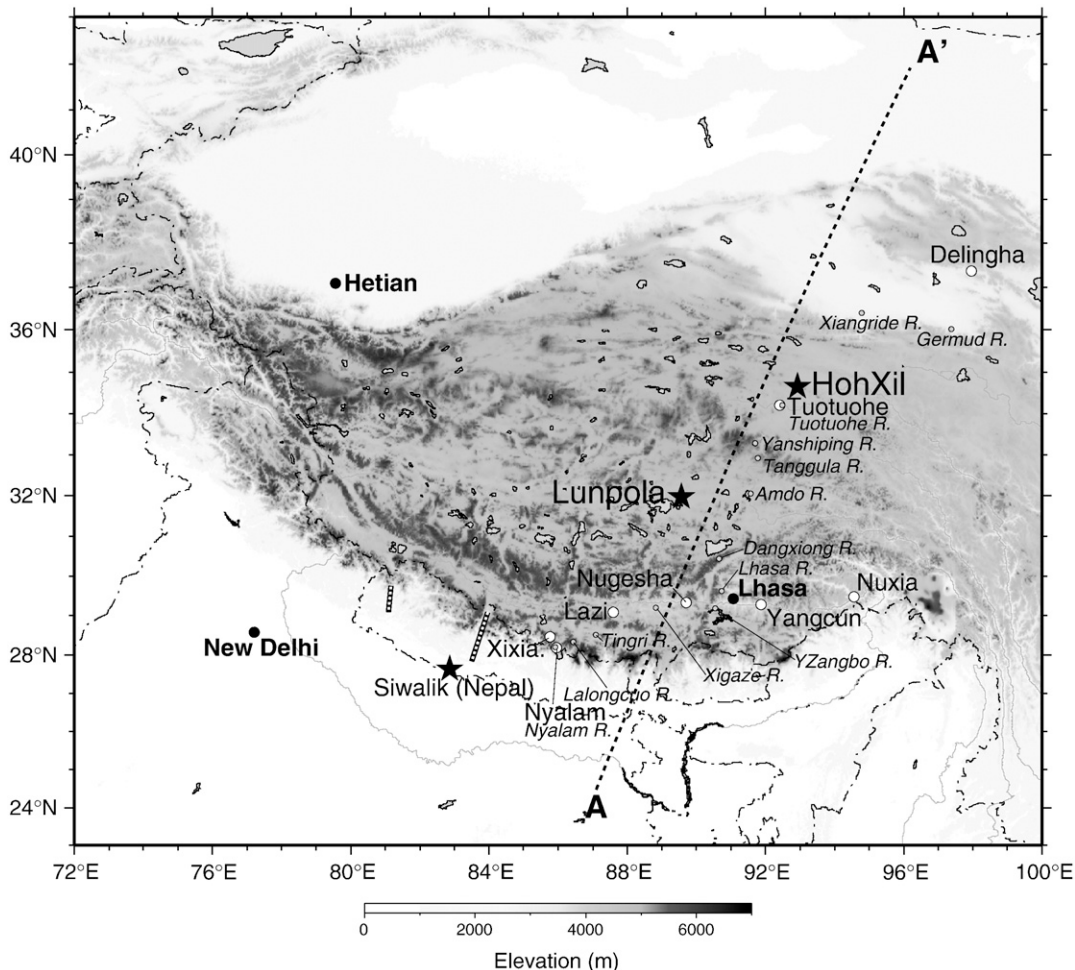 A'
40°N
Delingha
Hetian
Xiangride R.
36°N
Germud R.
HohXil
Tuotuohe
Tuotuohe R.
Yanshiping R.
Tanggula R.
32°N
Lunpola
Amdo R.
Dangxiong R.
Lhasa R.
Nugesha
Lhasa
Nuxia
Lazi
Yangcun
New Delhi
Xixia
Tingri R.
28°N
YZangbo R.
Xigaze R.
Siwalik (Nepal)
Lalongcuo R.
Nyalam
Nyalam R.
24°N
A
72°E 76°E 80°E 84°E 88°E 92°E 96°E 100°E
0 2000 4000 6000
Elevation (m)